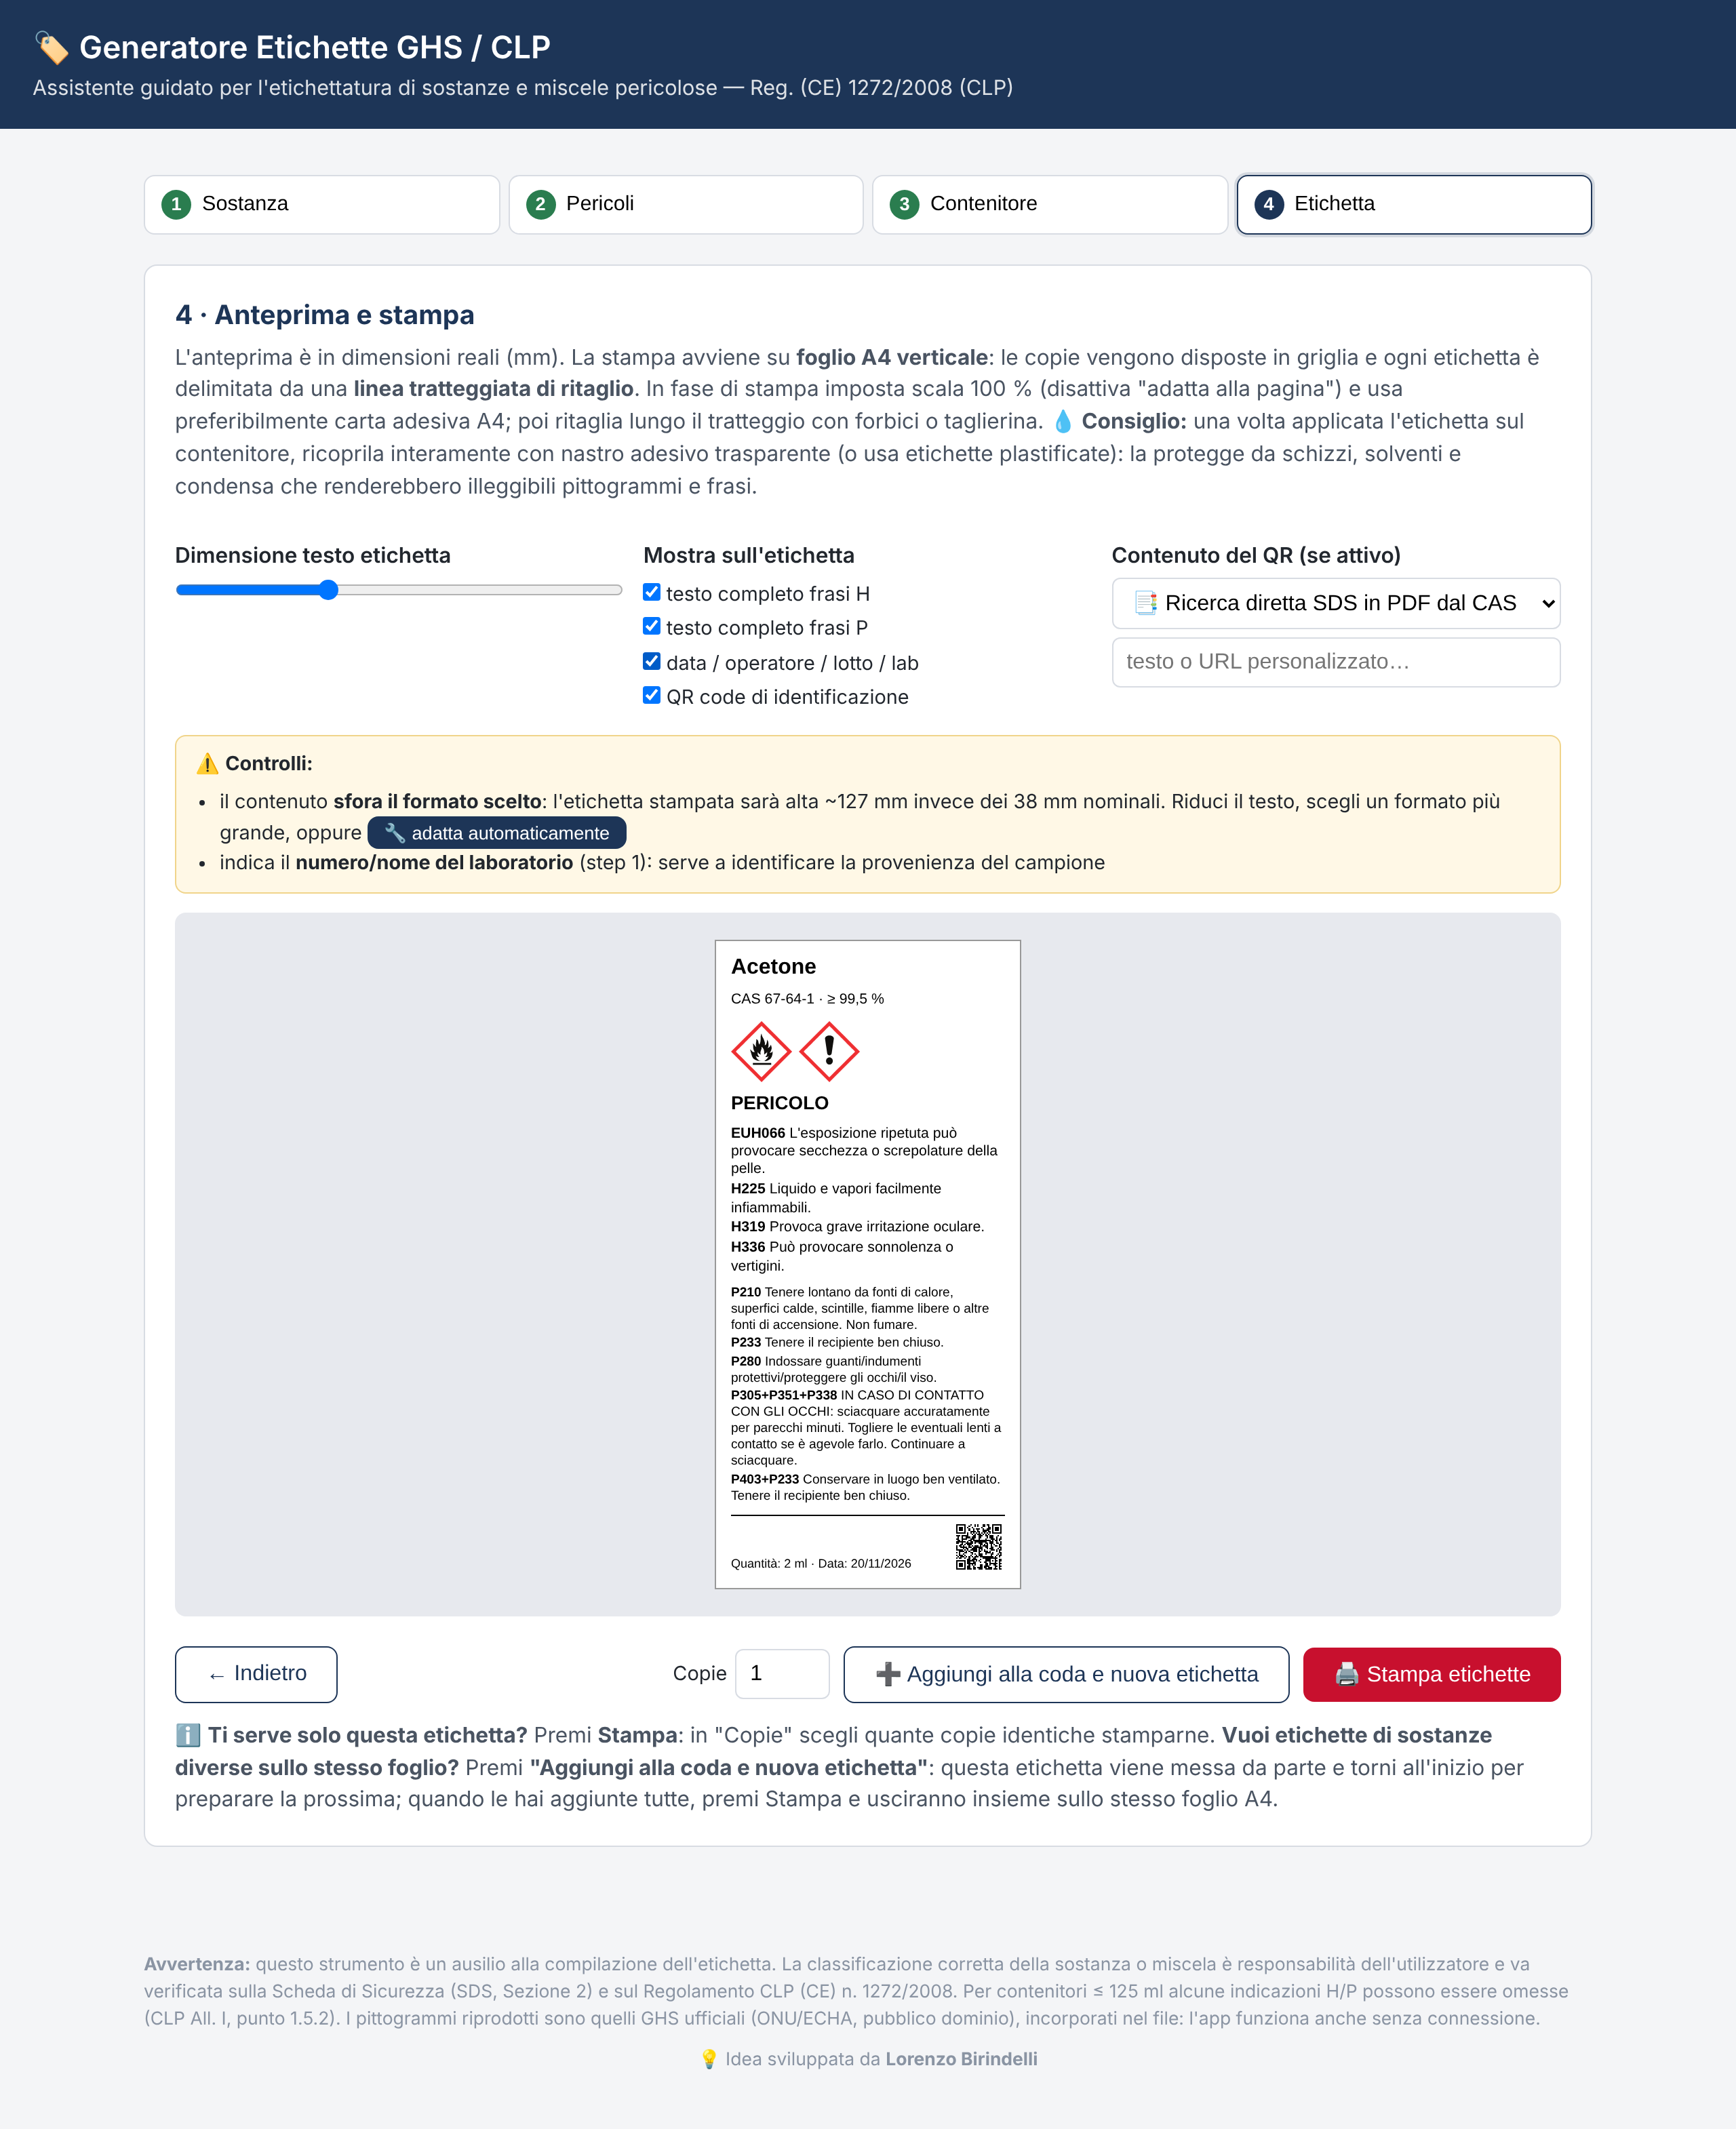 🏷️ Generatore Etichette GHS / CLP
Assistente guidato per l'etichettatura di sostanze e miscele pericolose — Reg. (CE) 1272/2008 (CLP)
1 Sostanza
2 Pericoli
3 Contenitore
4 Etichetta
4 · Anteprima e stampa
L'anteprima è in dimensioni reali (mm). La stampa avviene su foglio A4 verticale: le copie vengono disposte in griglia e ogni etichetta è
delimitata da una linea tratteggiata di ritaglio. In fase di stampa imposta scala 100 % (disattiva "adatta alla pagina") e usa
preferibilmente carta adesiva A4; poi ritaglia lungo il tratteggio con forbici o taglierina. 💧 Consiglio: una volta applicata l'etichetta sul
contenitore, ricoprila interamente con nastro adesivo trasparente (o usa etichette plastificate): la protegge da schizzi, solventi e
condensa che renderebbero illeggibili pittogrammi e frasi.
Dimensione testo etichetta
Mostra sull'etichetta
testo completo frasi H
testo completo frasi P
data / operatore / lotto / lab
QR code di identificazione
Contenuto del QR (se attivo)
📑 Ricerca diretta SDS in PDF dal CAS
testo o URL personalizzato…
⚠️ Controlli:
• il contenuto sfora il formato scelto: l'etichetta stampata sarà alta ~127 mm invece dei 38 mm nominali. Riduci il testo, scegli un formato più
grande, oppure 🔧 adatta automaticamente
• indica il numero/nome del laboratorio (step 1): serve a identificare la provenienza del campione
Acetone
CAS 67-64-1 · ≥ 99,5 %
PERICOLO
EUH066 L'esposizione ripetuta può
provocare secchezza o screpolature della
pelle.
H225 Liquido e vapori facilmente
infiammabili.
H319 Provoca grave irritazione oculare.
H336 Può provocare sonnolenza o
vertigini.
P210 Tenere lontano da fonti di calore,
superfici calde, scintille, fiamme libere o altre
fonti di accensione. Non fumare.
P233 Tenere il recipiente ben chiuso.
P280 Indossare guanti/indumenti
protettivi/proteggere gli occhi/il viso.
P305+P351+P338 IN CASO DI CONTATTO
CON GLI OCCHI: sciacquare accuratamente
per parecchi minuti. Togliere le eventuali lenti a
contatto se è agevole farlo. Continuare a
sciacquare.
P403+P233 Conservare in luogo ben ventilato.
Tenere il recipiente ben chiuso.
Quantità: 2 ml · Data: 20/11/2026
← Indietro
Copie 1
➕ Aggiungi alla coda e nuova etichetta
🖨️ Stampa etichette
ℹ️ Ti serve solo questa etichetta? Premi Stampa: in "Copie" scegli quante copie identiche stamparne. Vuoi etichette di sostanze
diverse sullo stesso foglio? Premi "Aggiungi alla coda e nuova etichetta": questa etichetta viene messa da parte e torni all'inizio per
preparare la prossima; quando le hai aggiunte tutte, premi Stampa e usciranno insieme sullo stesso foglio A4.
Avvertenza: questo strumento è un ausilio alla compilazione dell'etichetta. La classificazione corretta della sostanza o miscela è responsabilità dell'utilizzatore e va
verificata sulla Scheda di Sicurezza (SDS, Sezione 2) e sul Regolamento CLP (CE) n. 1272/2008. Per contenitori ≤ 125 ml alcune indicazioni H/P possono essere omesse
(CLP All. I, punto 1.5.2). I pittogrammi riprodotti sono quelli GHS ufficiali (ONU/ECHA, pubblico dominio), incorporati nel file: l'app funziona anche senza connessione.
💡 Idea sviluppata da Lorenzo Birindelli